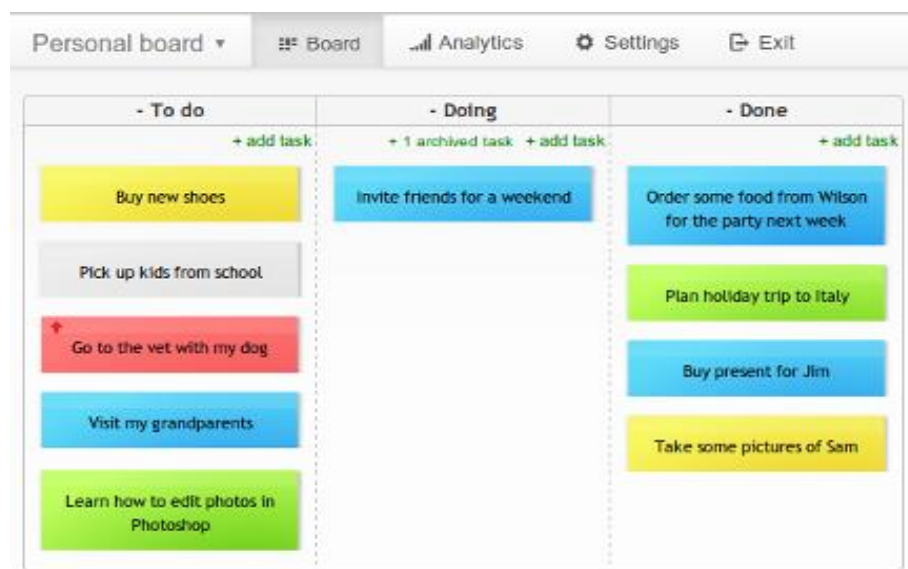 Personal board
Board
Analytics
Settings
Exit
- To do
- Doing
- Done
+ add task
+ 1 archived task + add task
+ add task
Buy new shoes
Pick up kids from school
Go to the vet with my dog
Visit my grandparents
Learn how to edit photos in
Photoshop
Invite friends for a weekend
Order some food from Wilson
for the party next week
Plan holiday trip to Italy
Buy present for Jim
Take some pictures of Sam